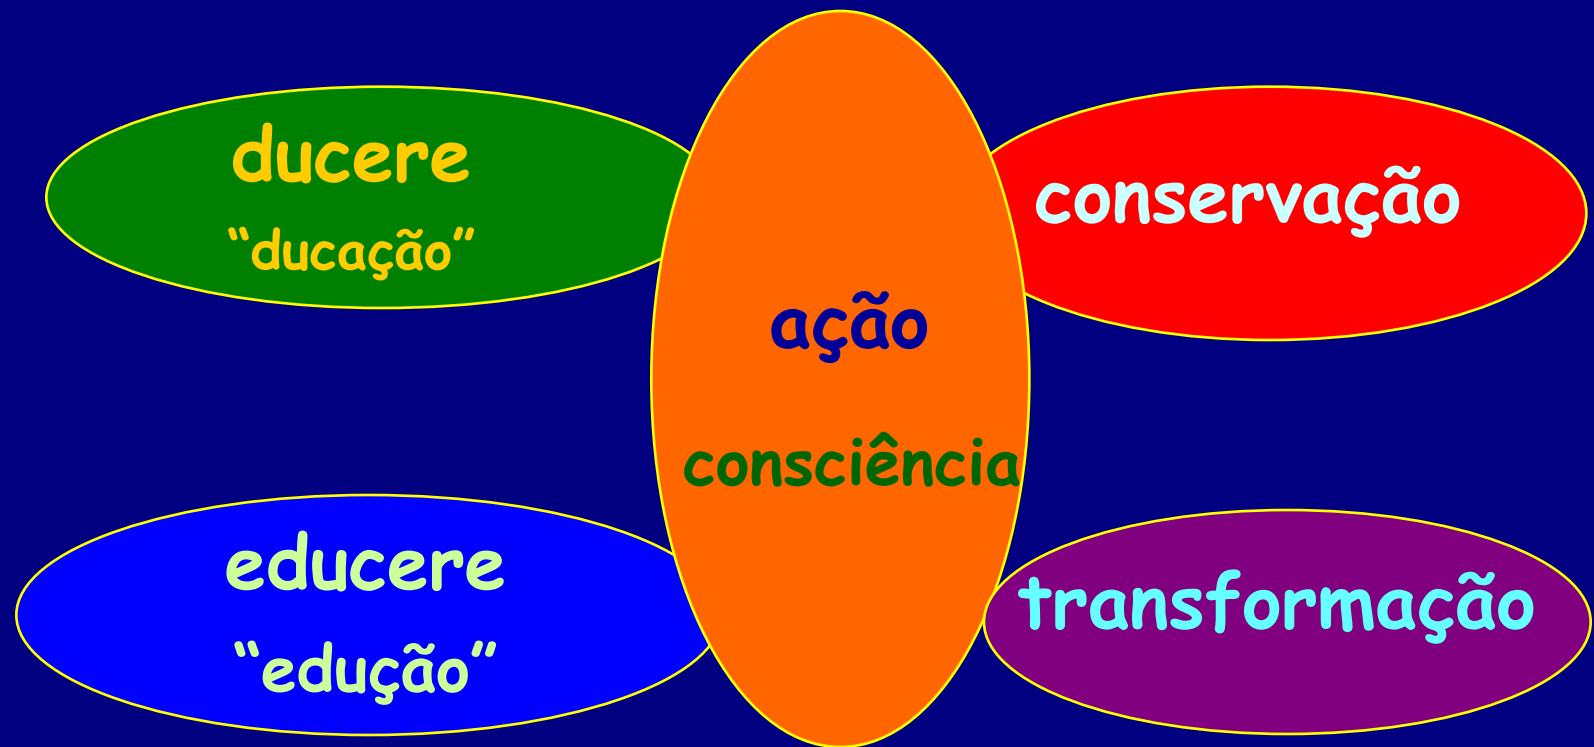 ducere
“ducação”
conservação
ação
consciência
educere
“edução”
transformação